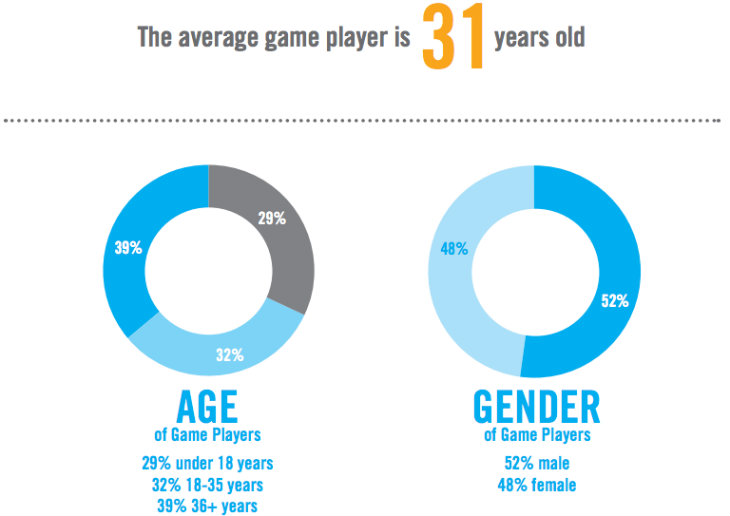 The average game player is 31 years old
29%
39%
32%
48%
52%
AGE
of Game Players
29% under 18 years
32% 18-35 years
39% 36+ years
GENDER
of Game Players
52% male
48% female